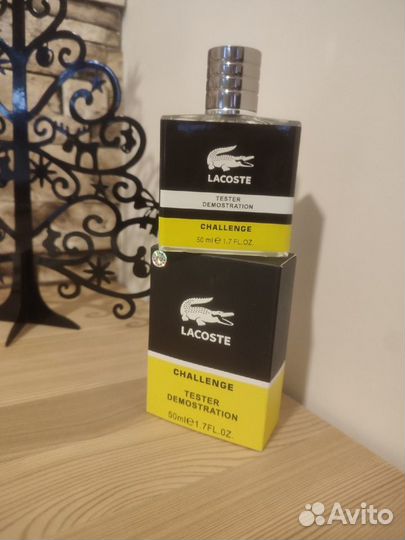 LACOSTE
TESTER
DEMOSTRATION
CHALLENGE
50 ml e 1.7 FL.OZ.
LACOSTE
CHALLENGE
TESTER
DEMOSTRATION
50ml e 1.7FL.OZ.
Avito